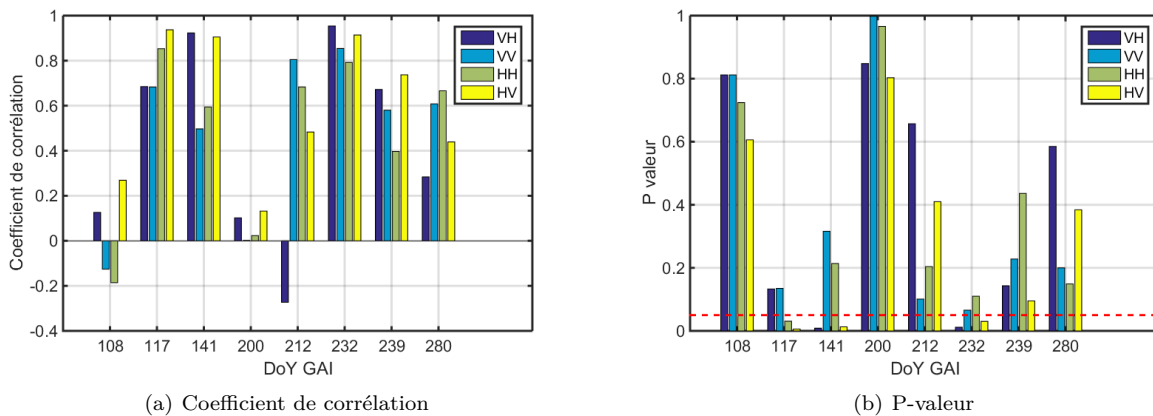 1
0.8
0.6
0.4
0.2
0
-0.2
-0.4
Coefficient de corrélation
108 117 141 200 212 232 239 280
DoY GAI
VH
VV
HH
HV
(a) Coefficient de corrélation
1
0.8
0.6
0.4
0.2
0
P valeur
108 117 141 200 212 232 239 280
DoY GAI
VH
VV
HH
HV
(b) P-valeur